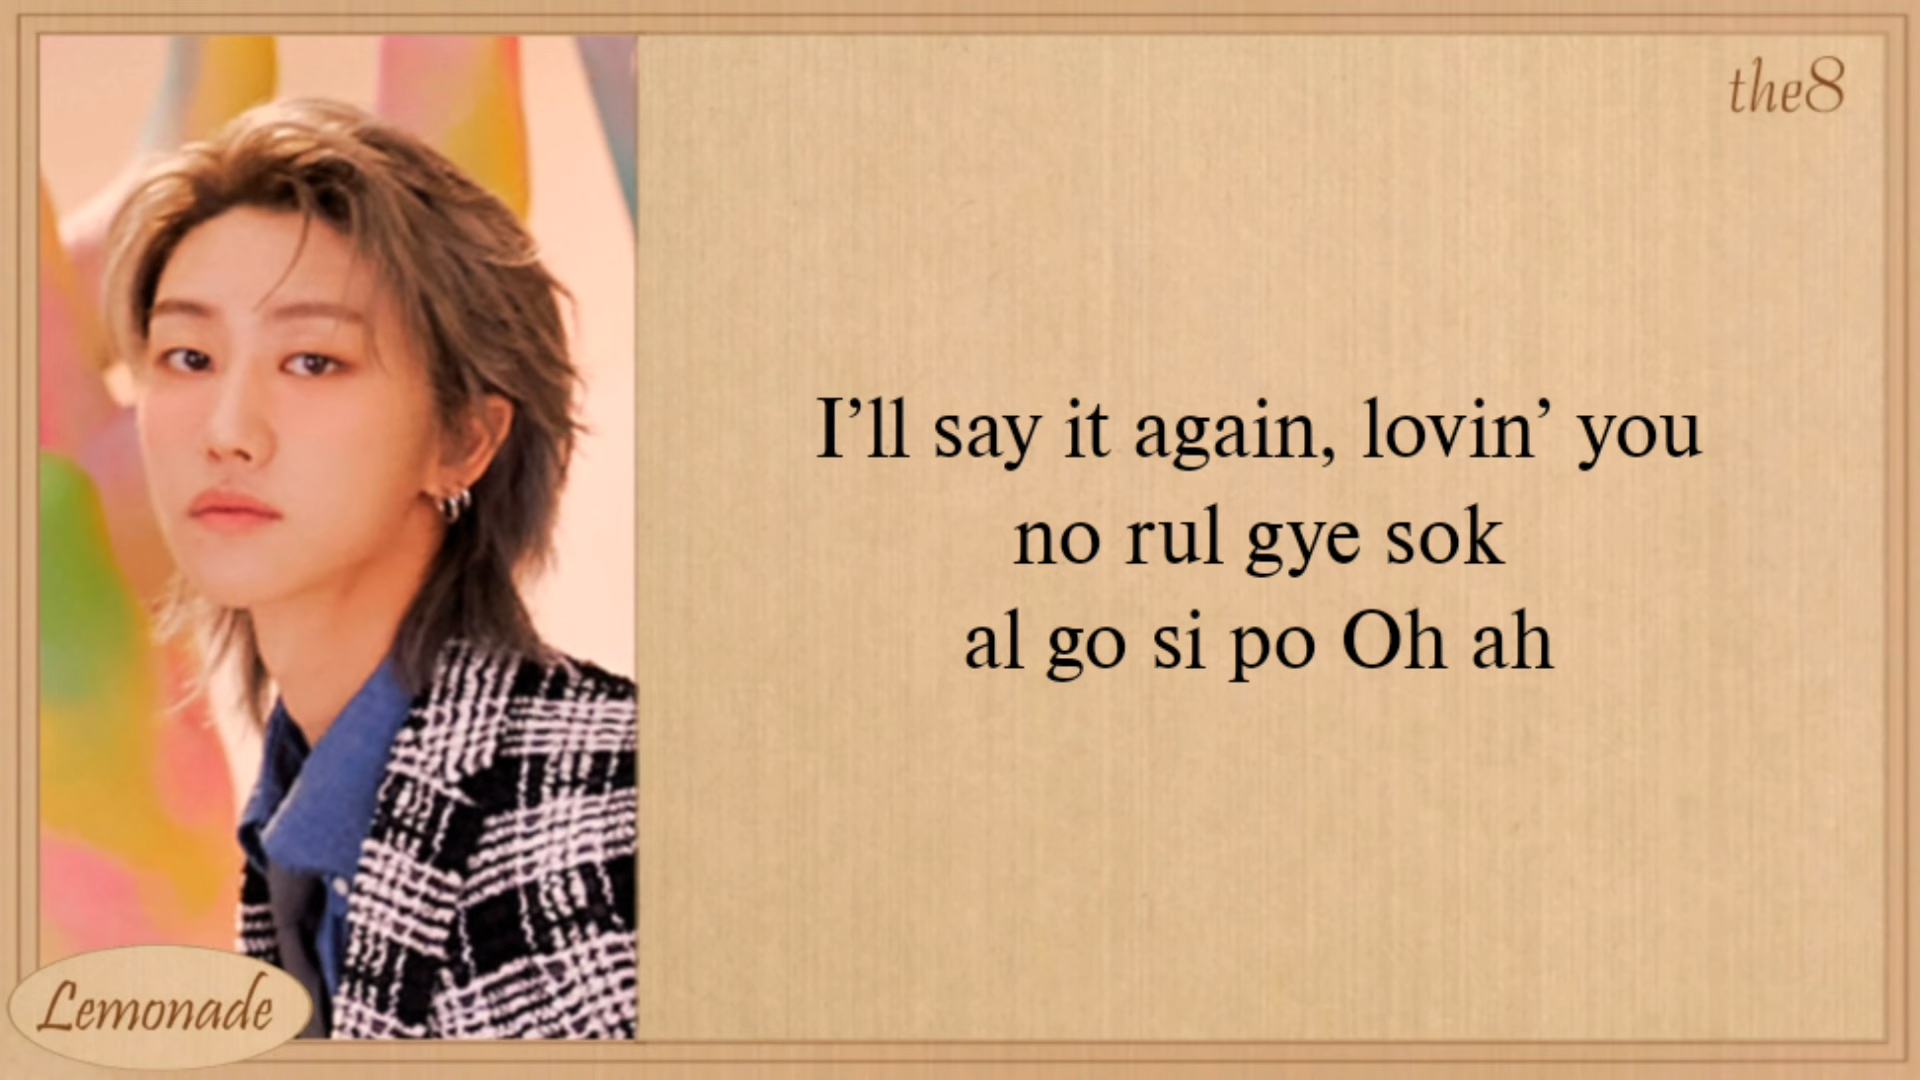 the8
I’ll say it again, lovin’ you
no rul gye sok
al go si po Oh ah
Lemonade